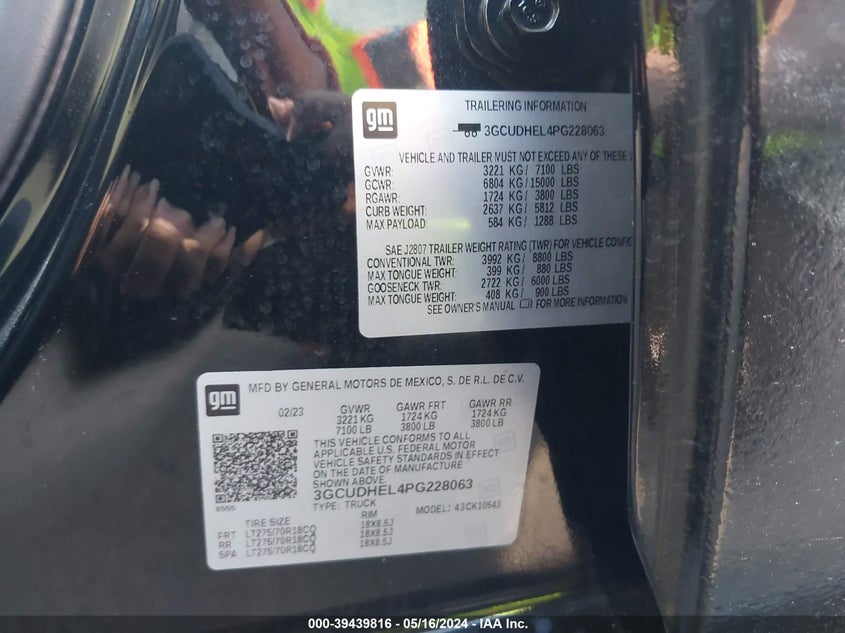 gm
TRAILERING INFORMATION
3GCUDHEL4PG228063
VEHICLE AND TRAILER MUST NOT EXCEED ANY OF THESE
GVWR: 3221 KG / 7100 LBS
GCWR: 6804 KG / 15000 LBS
RGAWR: 1724 KG / 3800 LBS
CURB WEIGHT: 2637 KG / 5812 LBS
MAX PAYLOAD: 584 KG / 1288 LBS
SAE J2807 TRAILER WEIGHT RATING (TWR) FOR VEHICLE CONFIG
CONVENTIONAL TWR: 3992 KG / 8800 LBS
MAX TONGUE WEIGHT: 399 KG / 880 LBS
GOOSENECK TWR: 2722 KG / 6000 LBS
MAX TONGUE WEIGHT: 408 KG / 900 LBS
SEE OWNER'S MANUAL FOR MORE INFORMATION
gm
MFD BY GENERAL MOTORS DE MEXICO, S. DE R.L. DE C.V.
02/23 GVWR GAWR FRT GAWR RR
3221 KG 1724 KG 1724 KG
7100 LB 3800 LB 3800 LB
THIS VEHICLE CONFORMS TO ALL
APPLICABLE U.S. FEDERAL MOTOR
VEHICLE SAFETY STANDARDS IN EFFECT
ON THE DATE OF MANUFACTURE
SHOWN ABOVE.
3GCUDHEL4PG228063
TYPE: TRUCK MODEL: 43CK10543
TIRE SIZE RIM
FRT LT275/70R18CQ 18X8.5J
RR LT275/70R18CQ 18X8.5J
SPA LT275/70R18CQ 18X8.5J
000-39439816 - 05/16/2024 - IAA Inc.